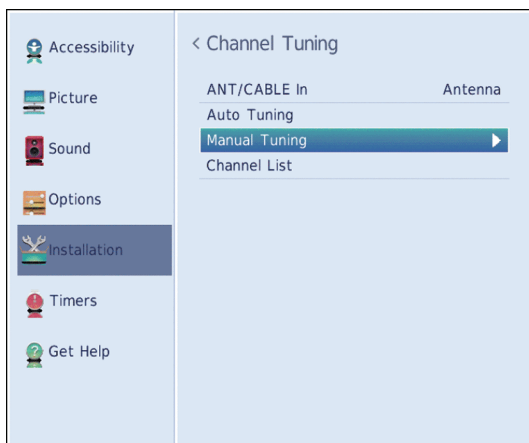 Accessibility
Picture
Sound
Options
Installation
Timers
Get Help
< Channel Tuning
ANT/CABLE In Antenna
Auto Tuning
Manual Tuning
Channel List